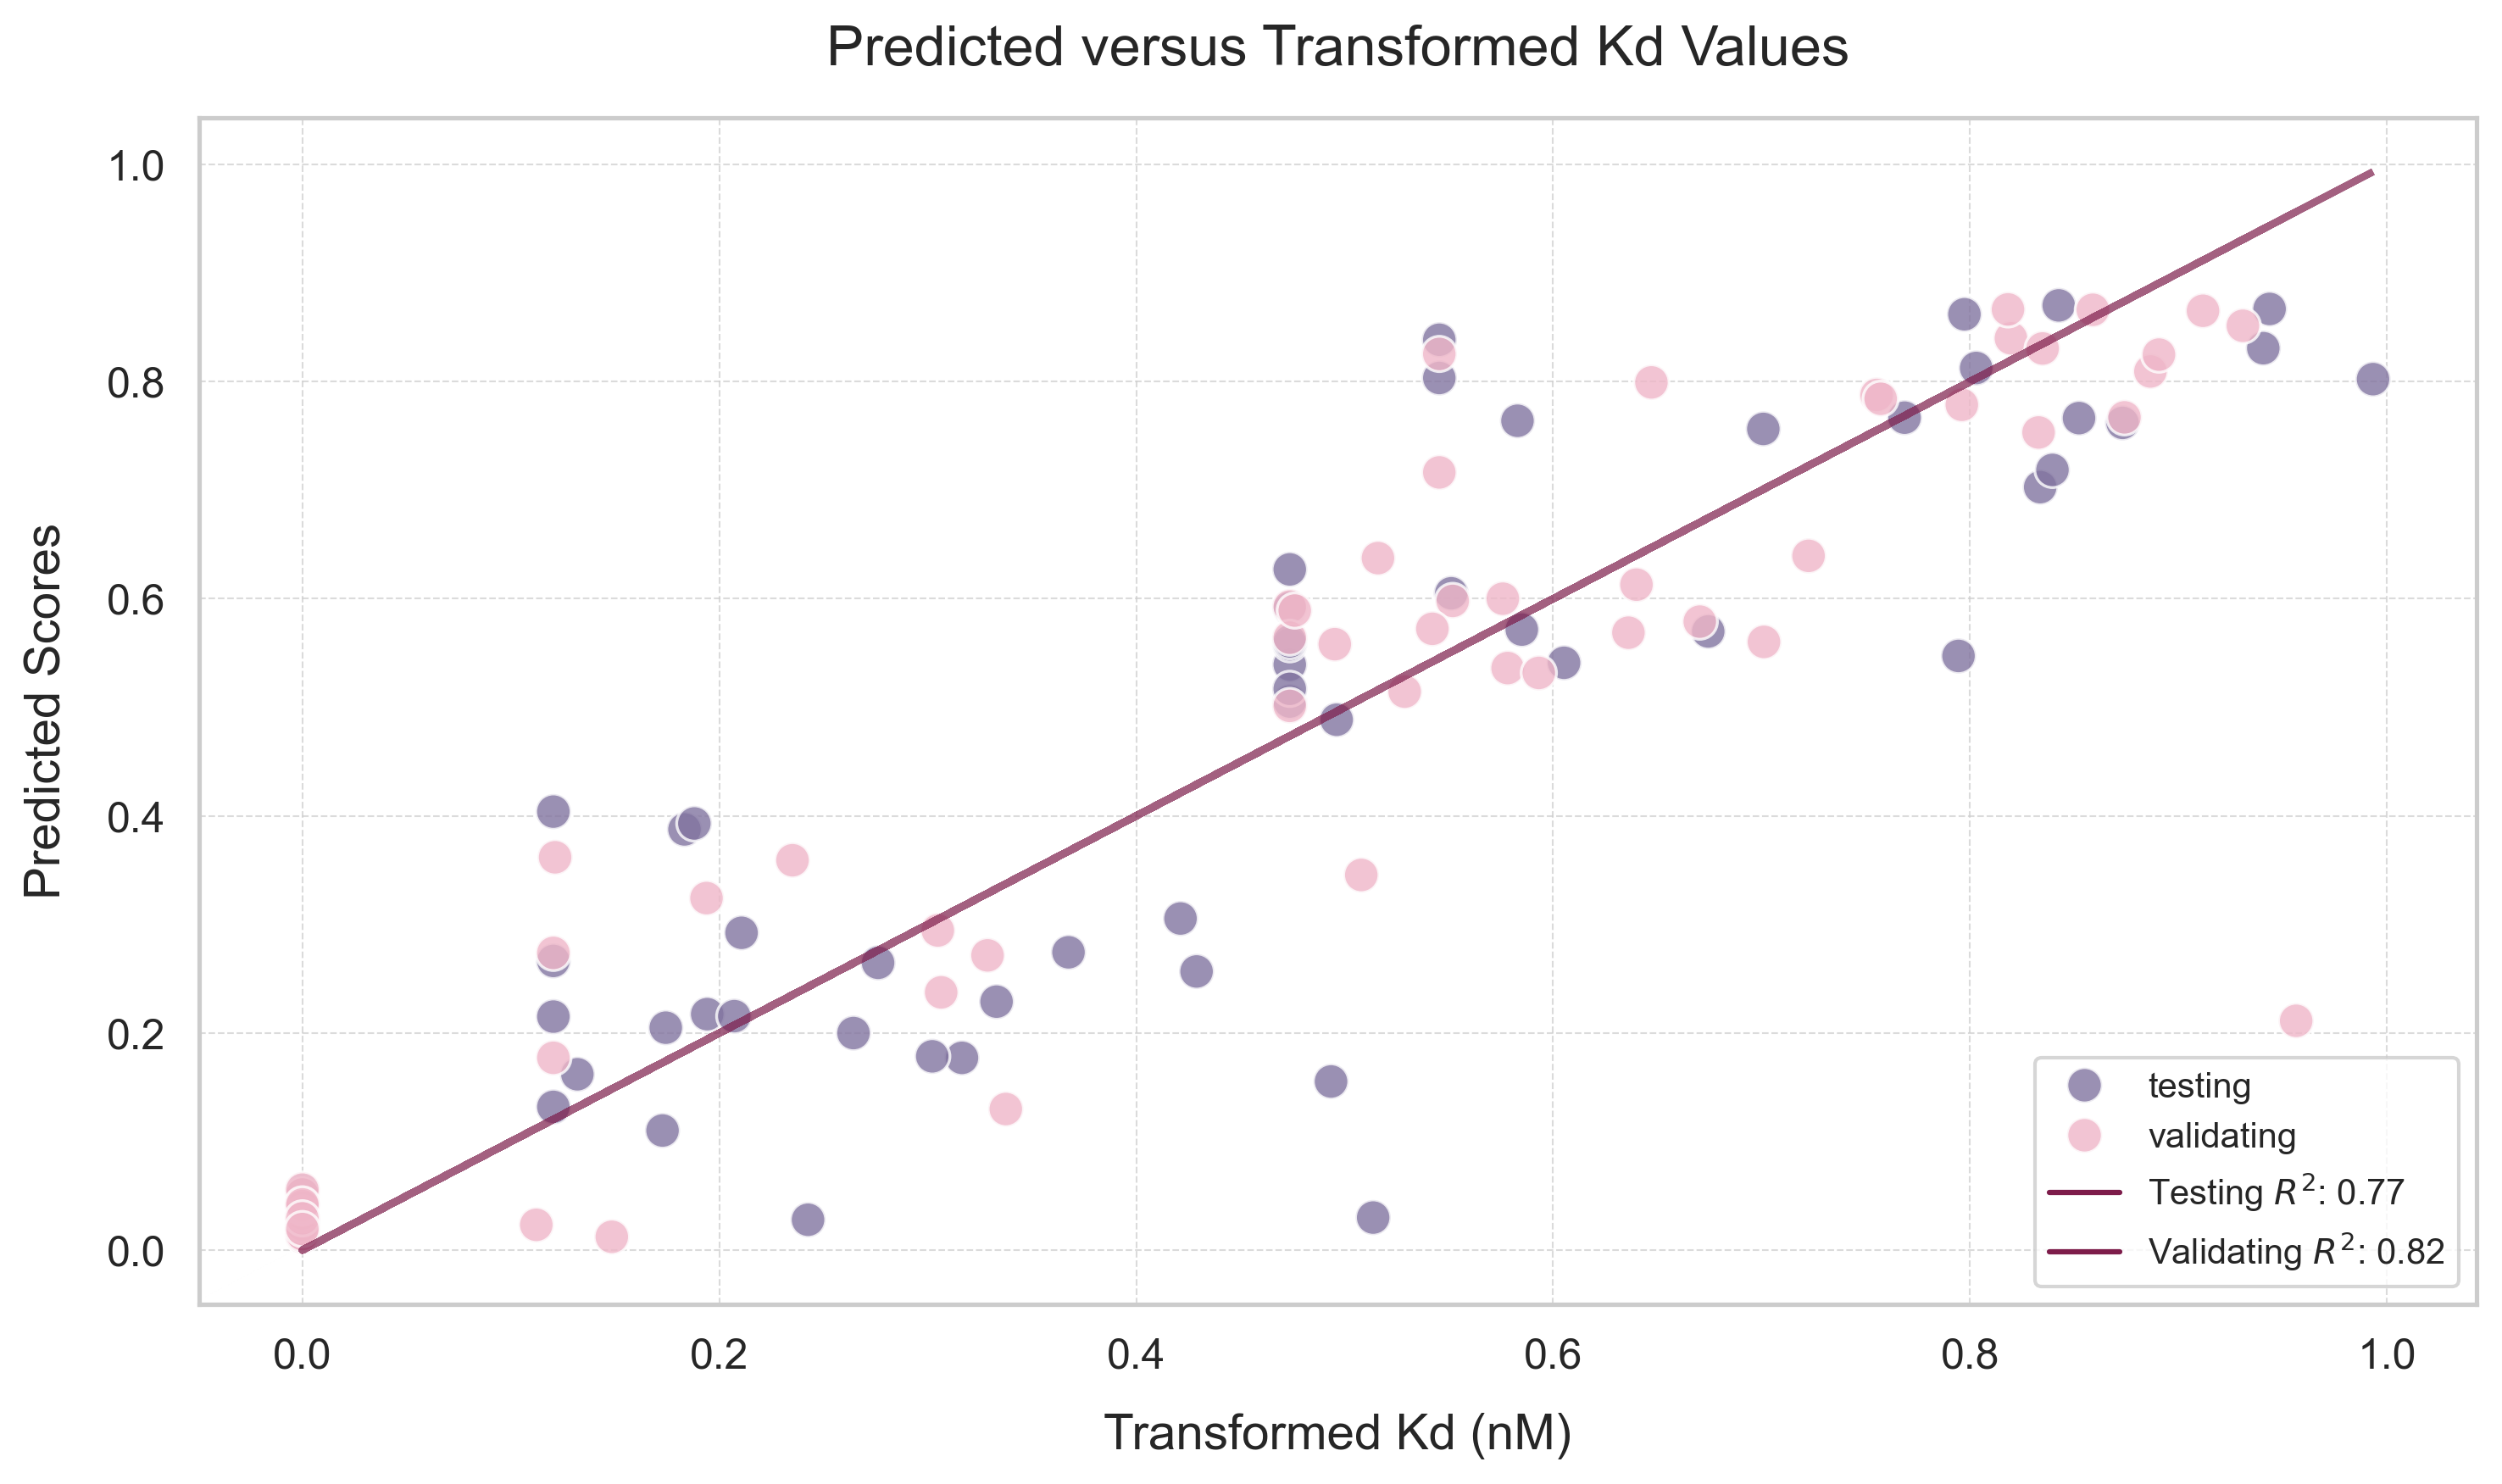 Predicted versus Transformed Kd Values
Predicted Scores
1.0
0.8
0.6
0.4
0.2
0.0
0.0 0.2 0.4 0.6 0.8 1.0
Transformed Kd (nM)
testing
validating
Testing R²: 0.77
Validating R²: 0.82